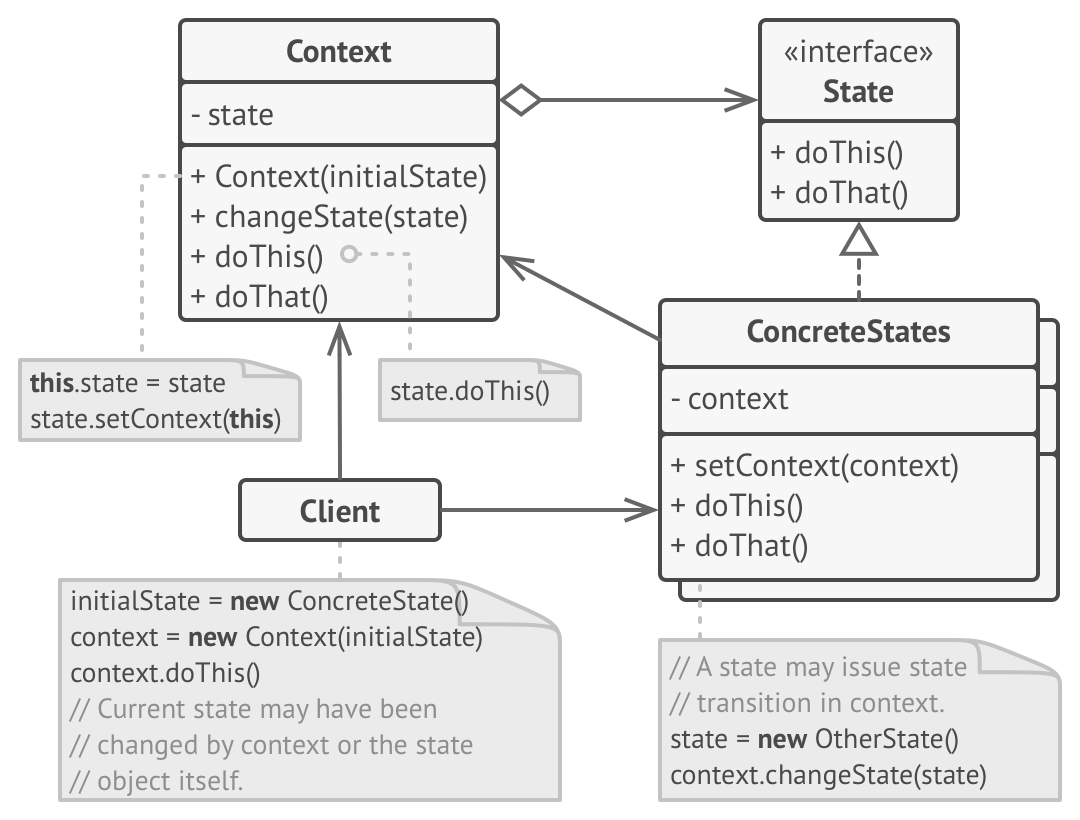 Context
- state
+ Context(initialState)
+ changeState(state)
+ doThis()
+ doThat()
«interface»
State
+ doThis()
+ doThat()
this.state = state
state.setContext(this)
state.doThis()
ConcreteStates
- context
+ setContext(context)
+ doThis()
+ doThat()
Client
initialState = new ConcreteState()
context = new Context(initialState)
context.doThis()
// Current state may have been
// changed by context or the state
// object itself.
// A state may issue state
// transition in context.
state = new OtherState()
context.changeState(state)